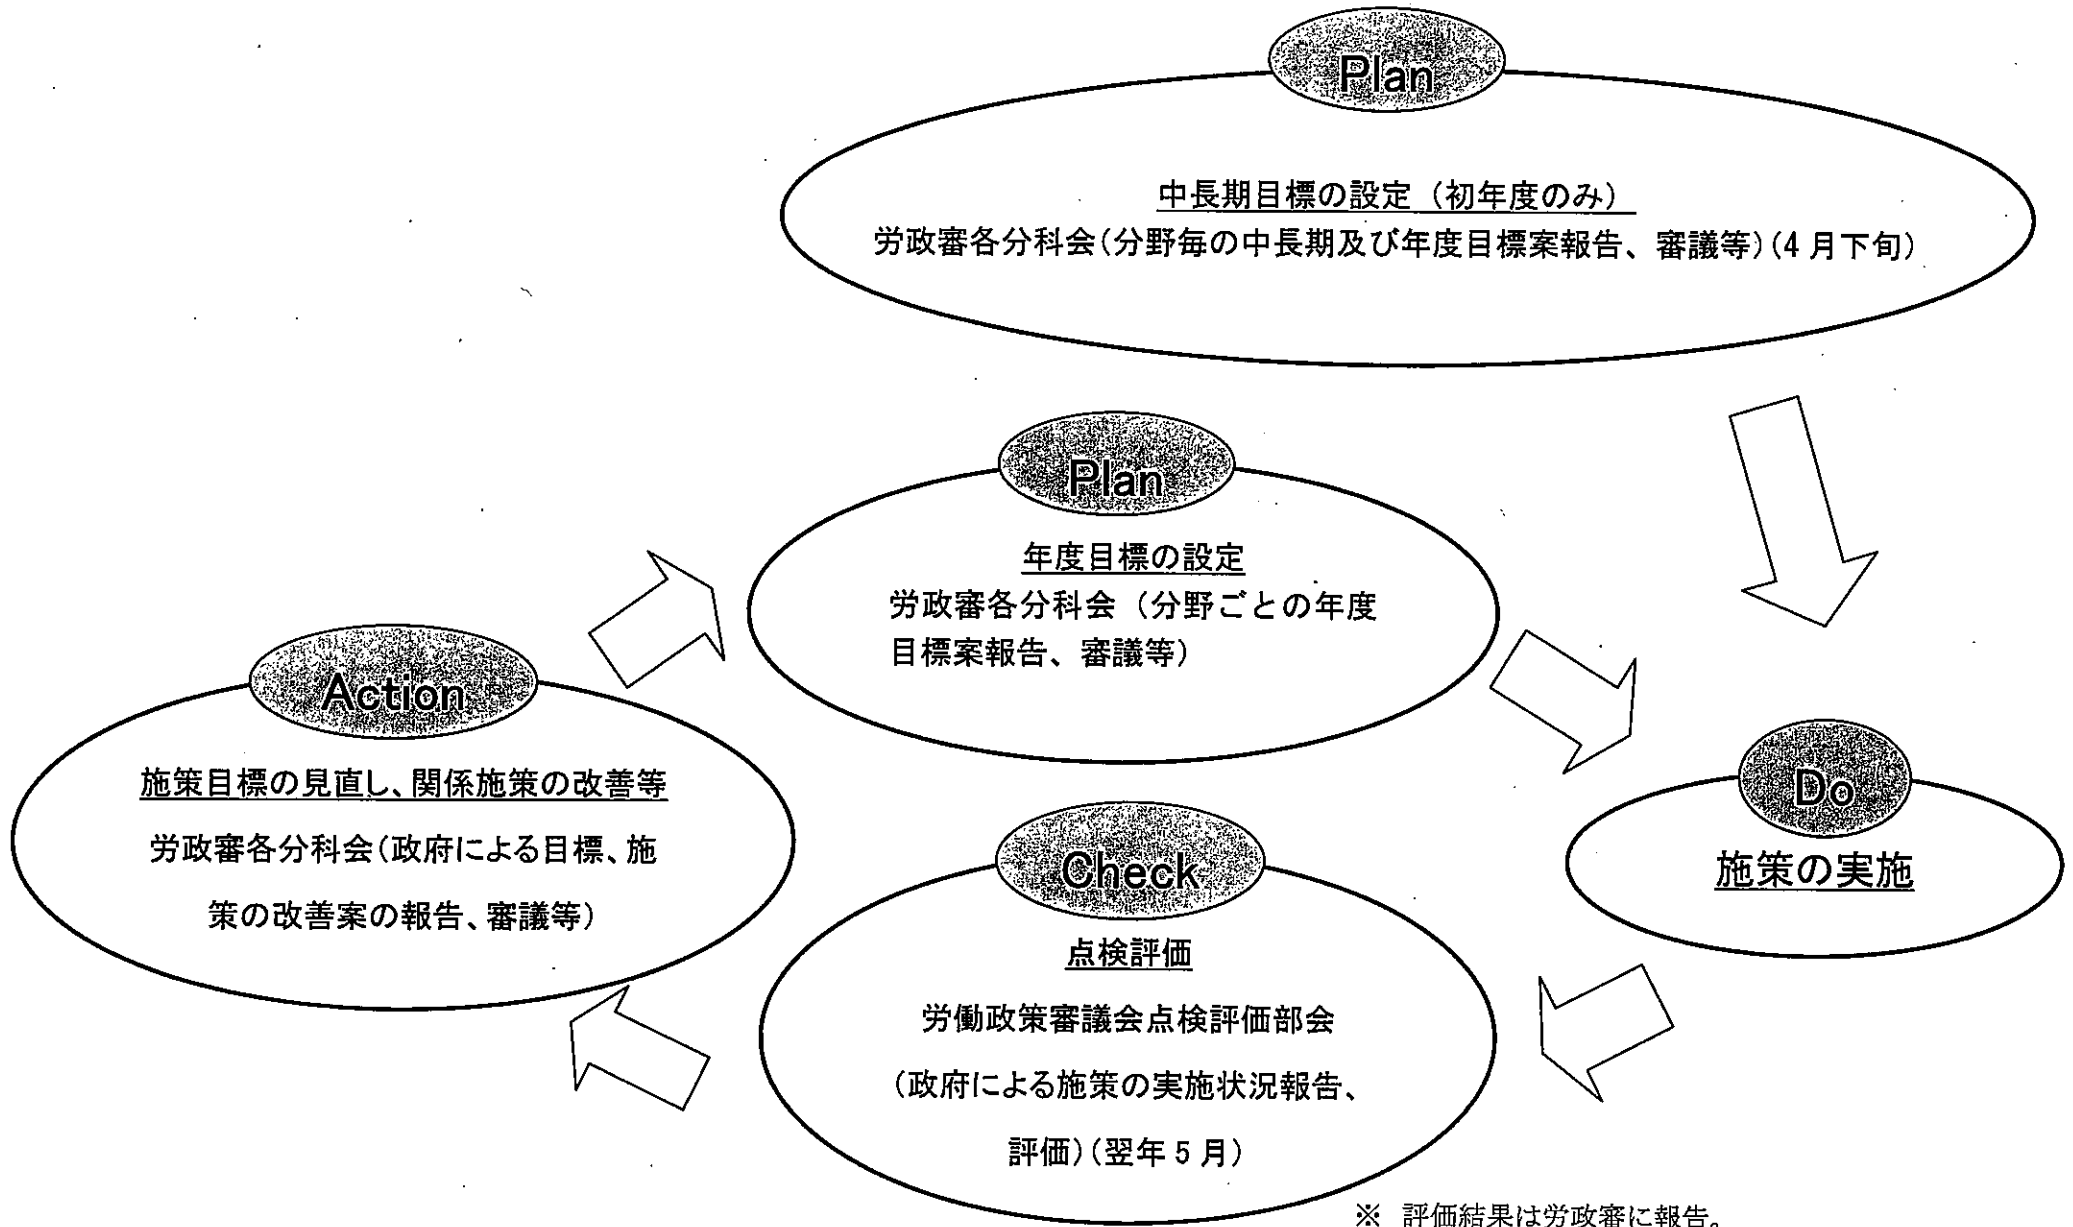 Plan
中長期目標の設定（初年度のみ）
労政審各分科会（分野毎の中長期及び年度目標案報告、審議等）（4月下旬）
Plan
年度目標の設定
労政審各分科会（分野ごとの年度
目標案報告、審議等）
Action
施策目標の見直し、関係施策の改善等
労政審各分科会（政府による目標、施
策の改善案の報告、審議等）
Do
施策の実施
Check
点検評価
労働政策審議会点検評価部会
（政府による施策の実施状況報告、
評価）（翌年5月）
※ 評価結果は労政審に報告。